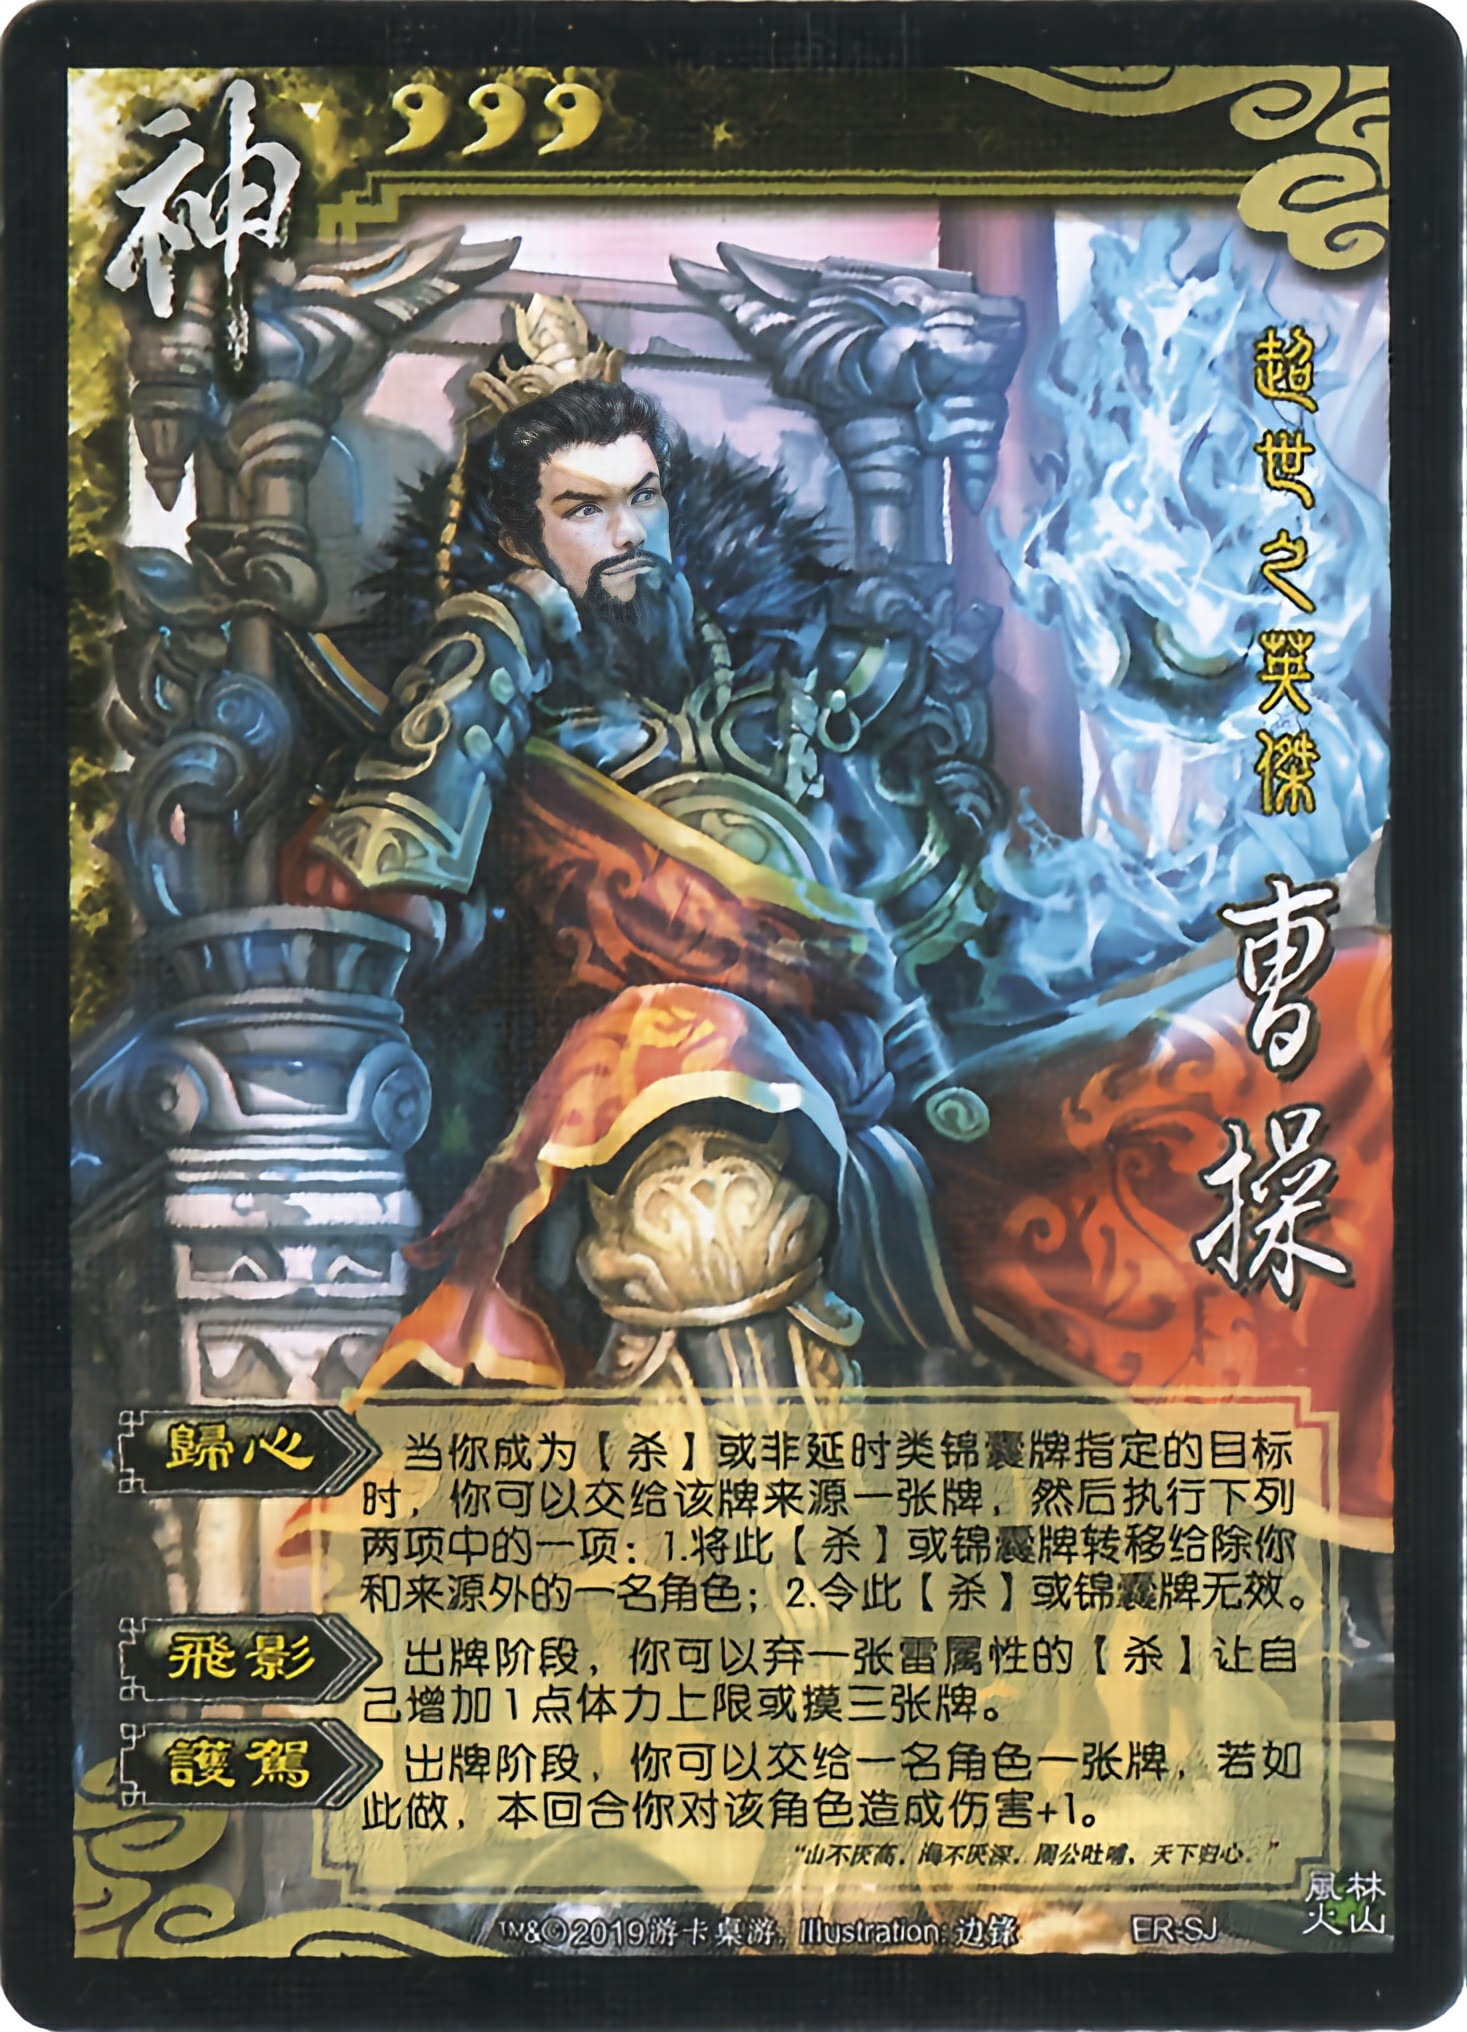 神
超世之英傑
曹操
歸心
当你成为【杀】或非延时类锦囊牌指定的目标
时，你可以交给该牌来源一张牌，然后执行下列
两项中的一项：1.将此【杀】或锦囊牌转移给除你
和来源外的一名角色；2.令此【杀】或锦囊牌无效。
飛影
出牌阶段，你可以弃一张雷属性的【杀】让自
己增加1点体力上限或摸三张牌。
護駕
出牌阶段，你可以交给一名角色一张牌，若如
此做，本回合你对该角色造成伤害+1。
“山不厌高，海不厌深，周公吐哺，天下归心。”
™&©2019游卡桌游, Illustration: 边锋
ER-SJ
風林
火山